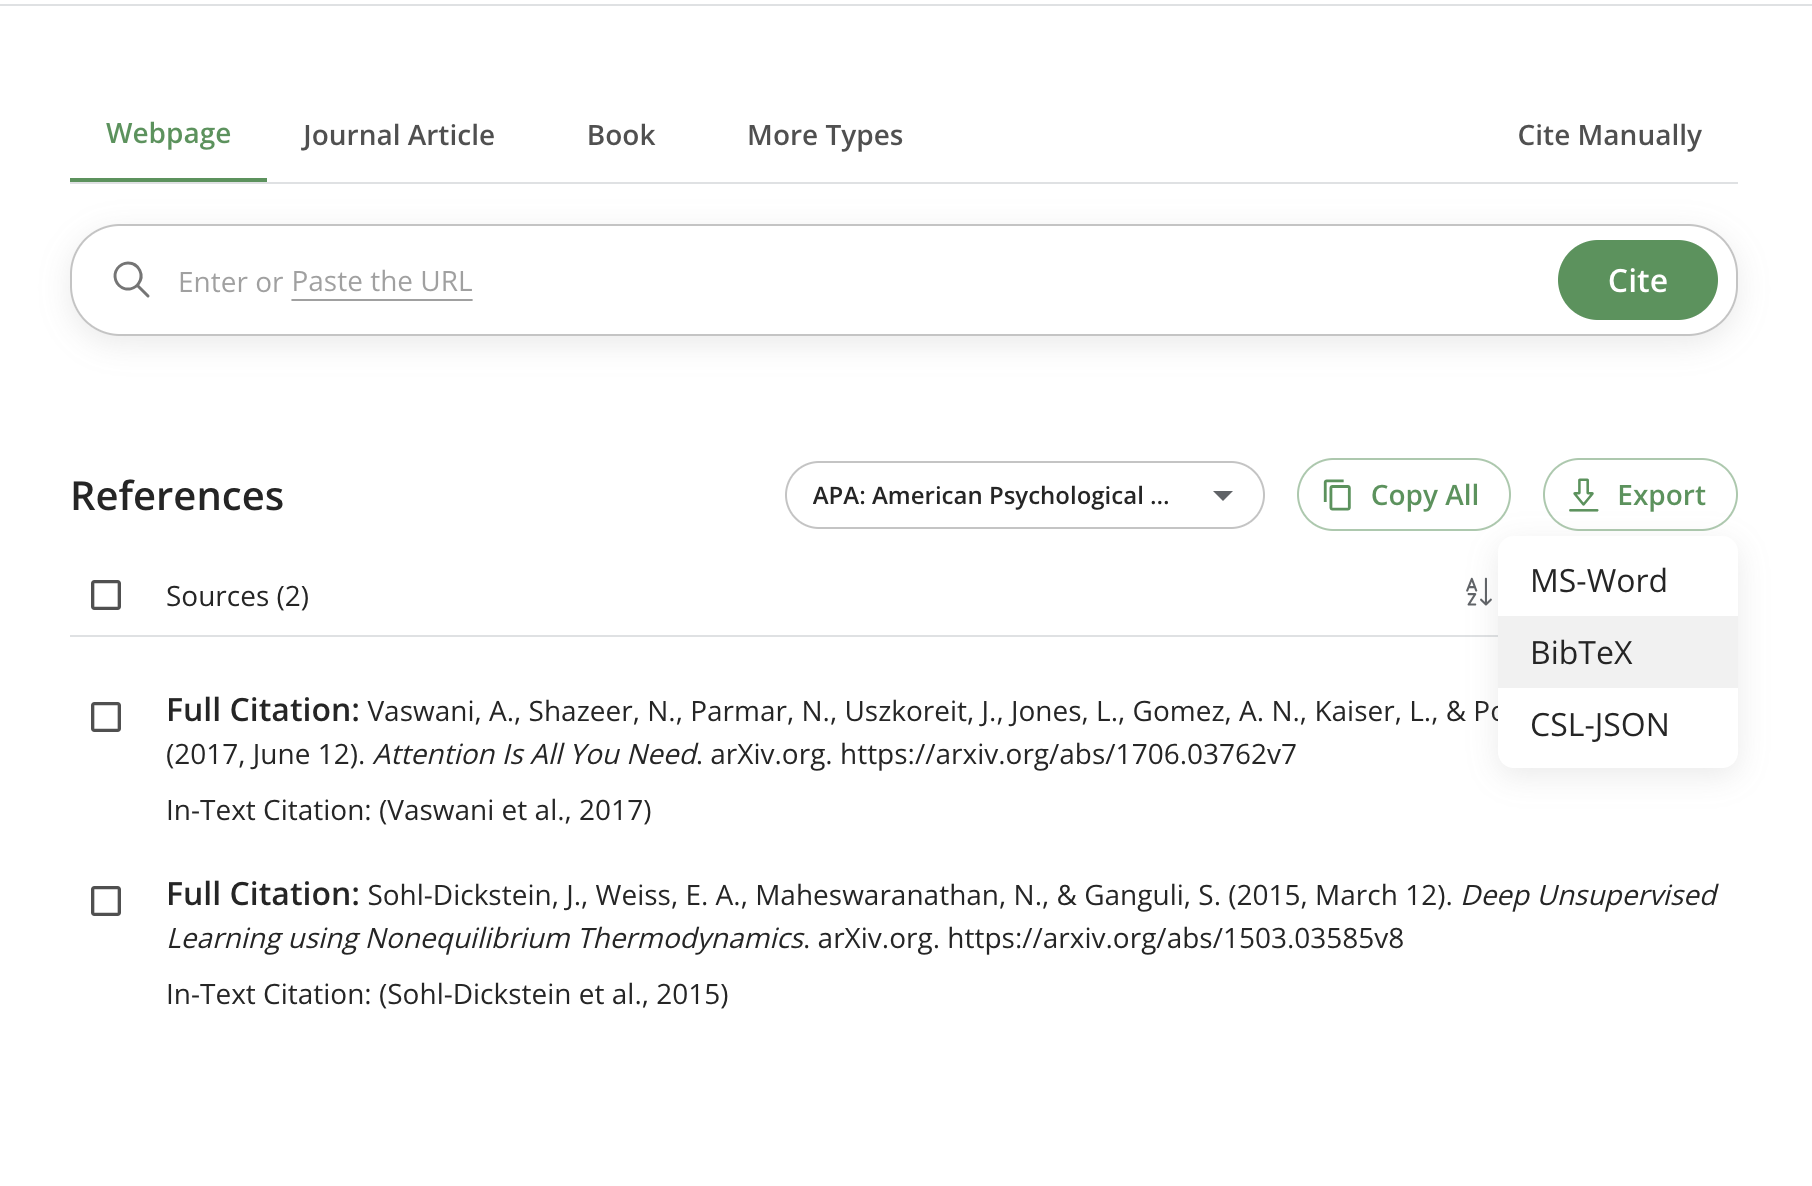 Webpage
Journal Article
Book
More Types
Cite Manually
Enter or Paste the URL
Cite
References
APA: American Psychological ...
Copy All
Export
MS-Word
BibTeX
CSL-JSON
Sources (2)
Full Citation: Vaswani, A., Shazeer, N., Parmar, N., Uszkoreit, J., Jones, L., Gomez, A. N., Kaiser, L., &
(2017, June 12). Attention Is All You Need. arXiv.org. https://arxiv.org/abs/1706.03762v7
In-Text Citation: (Vaswani et al., 2017)
Full Citation: Sohl-Dickstein, J., Weiss, E. A., Maheswaranathan, N., & Ganguli, S. (2015, March 12). Deep Unsupervised
Learning using Nonequilibrium Thermodynamics. arXiv.org. https://arxiv.org/abs/1503.03585v8
In-Text Citation: (Sohl-Dickstein et al., 2015)